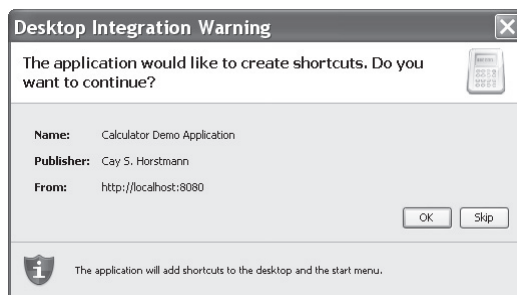 Desktop Integration Warning
The application would like to create shortcuts. Do you
want to continue?
Name: Calculator Demo Application
Publisher: Cay S. Horstmann
From: http://localhost:8080
OK Skip
The application will add shortcuts to the desktop and the start menu.